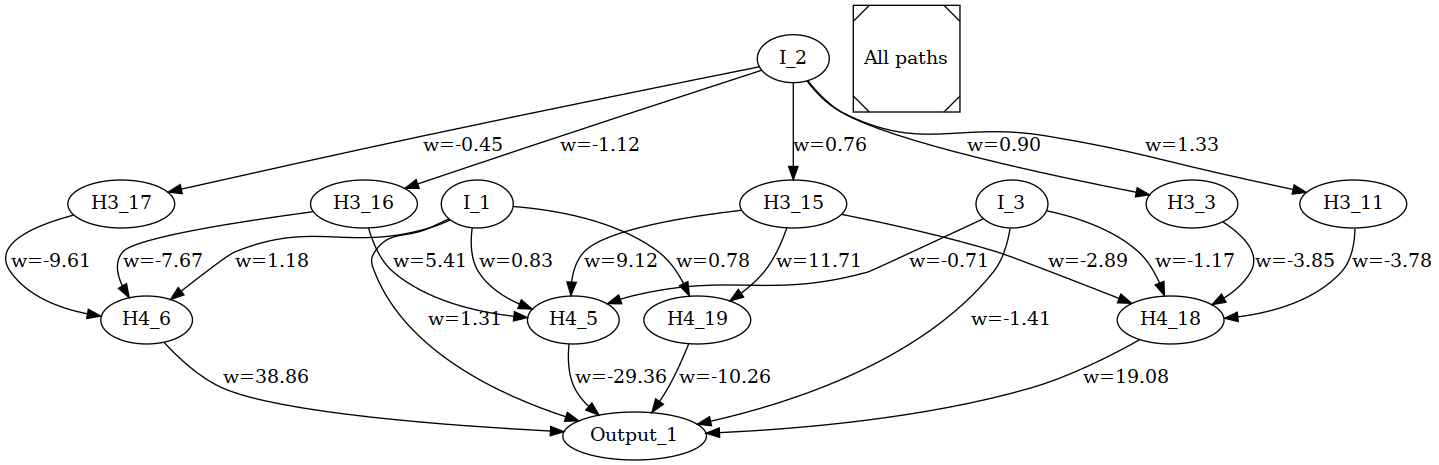 I_2
All paths
w=-0.45
w=-1.12
w=0.76
w=0.90
w=1.33
H3_17
H3_16
I_1
H3_15
I_3
H3_3
H3_11
w=-9.61
w=-7.67
w=1.18
w=5.41
w=0.83
w=9.12
w=0.78
w=11.71
w=-0.71
w=-2.89
w=-1.17
w=-3.85
w=-3.78
H4_6
w=1.31
H4_5
H4_19
w=-1.41
H4_18
w=38.86
w=-29.36
w=-10.26
w=19.08
Output_1